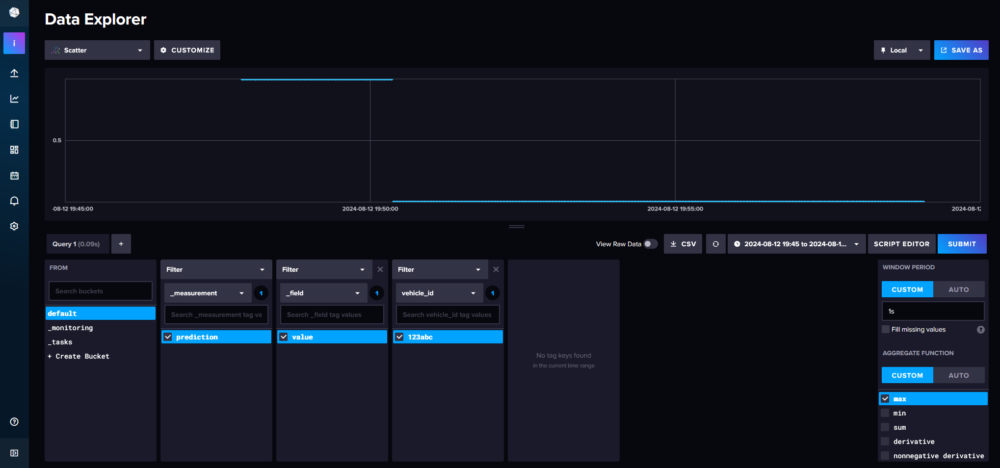 Data Explorer
i
Scatter
CUSTOMIZE
Local
SAVE AS
0.5
-08-12 19:45:00
2024-08-12 19:50:00
2024-08-12 19:55:00
2024-08-12
Query 1 (0.09s)
+
View Raw Data
CSV
2024-08-12 19:45 to 2024-08-1...
SCRIPT EDITOR
SUBMIT
FROM
Search buckets
default
_monitoring
_tasks
+ Create Bucket
Filter
_measurement
1
Search _measurement tag va
prediction
Filter
_field
1
Search _field tag values
value
Filter
vehicle_id
1
Search vehicle_id tag values
123abc
No tag keys found
in the current time range
WINDOW PERIOD
CUSTOM
AUTO
1s
Fill missing values
?
AGGREGATE FUNCTION
CUSTOM
AUTO
max
min
sum
derivative
nonnegative derivative
?